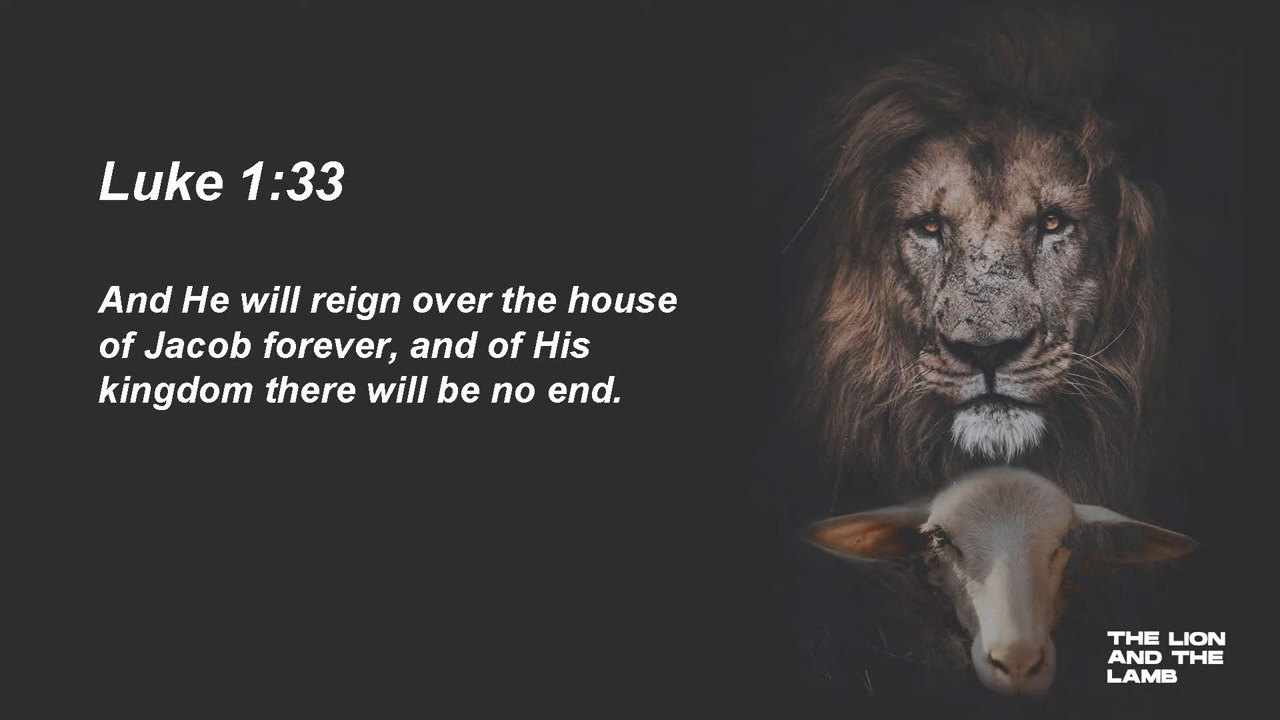 Luke 1:33
And He will reign over the house
of Jacob forever, and of His
kingdom there will be no end.
THE LION
AND THE
LAMB